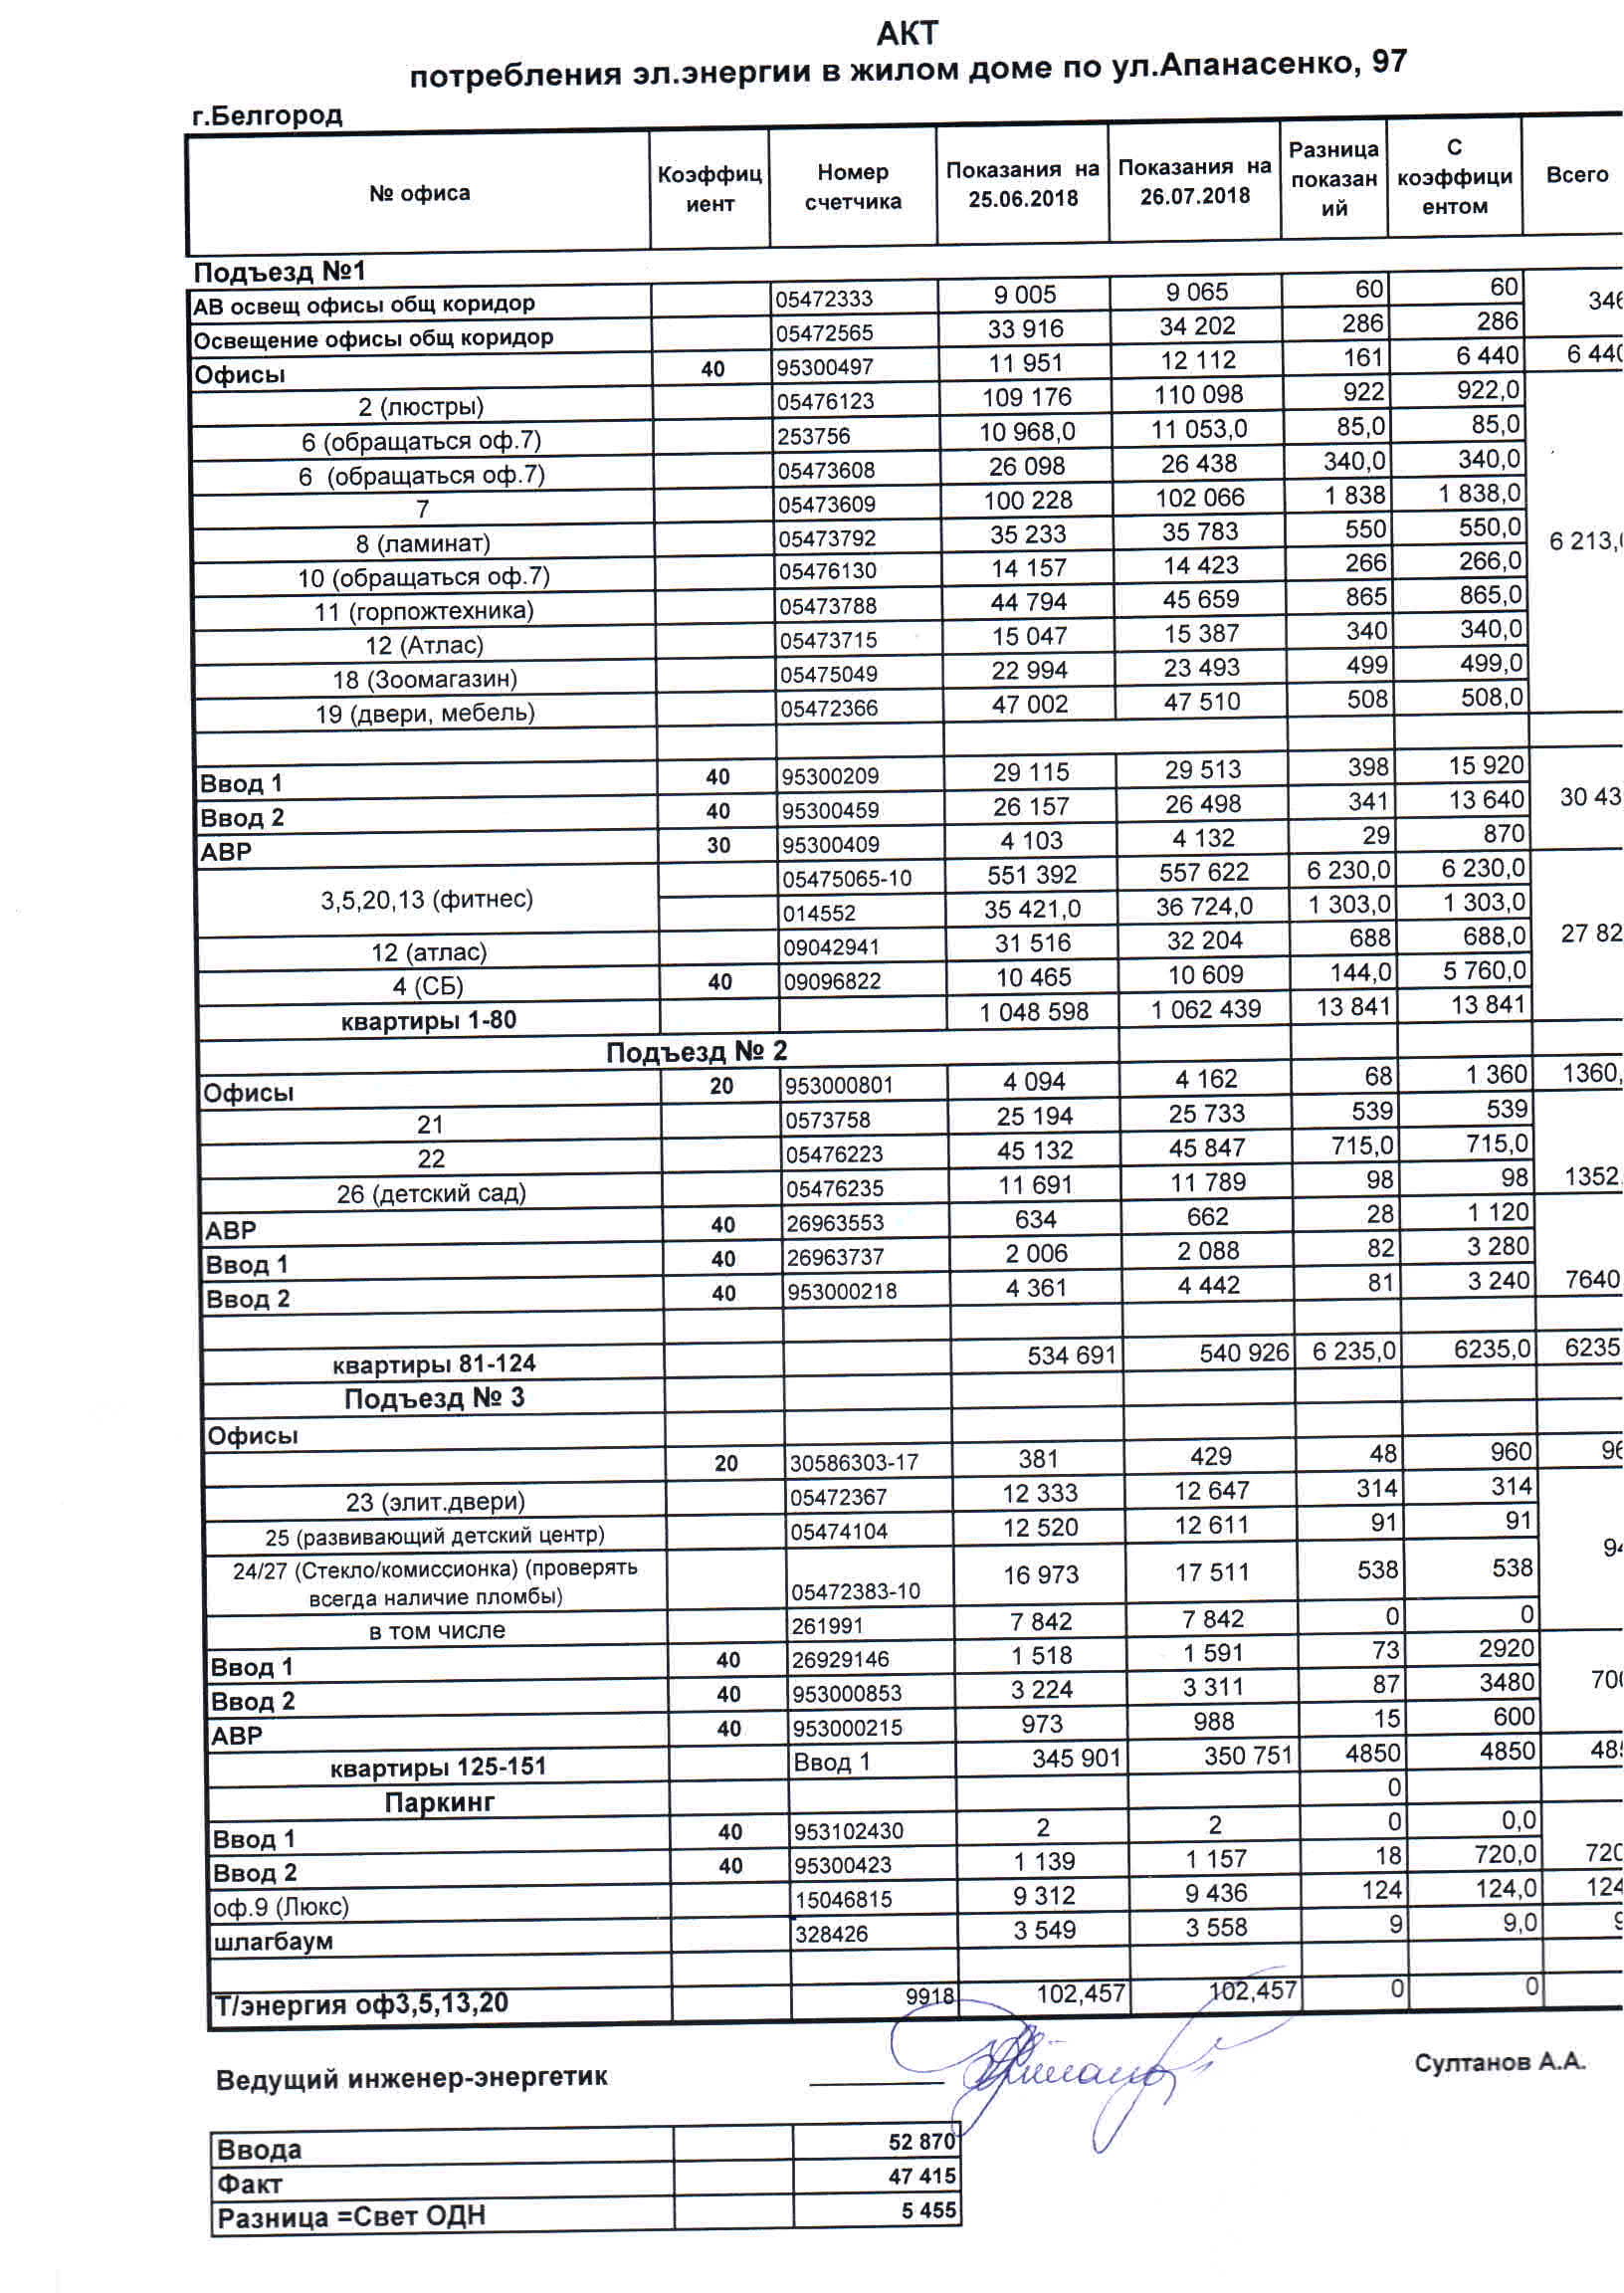 АКТ
потребления эл.энергии в жилом доме по ул.Апанасенко, 97
г.Белгород
№ офиса Коэффиц иент Номер счетчика Показания на 25.06.2018 Показания на 26.07.2018 Разница показан ий С коэффици ентом Всего
Подъезд №1
АВ освещ офисы общ коридор 05472333 9 005 9 065 60 60 346
Освещение офисы общ коридор 05472565 33 916 34 202 286 286
Офисы 40 95300497 11 951 12 112 161 6 440 6 440
2 (люстры) 05476123 109 176 110 098 922 922,0
6 (обращаться оф.7) 253756 10 968,0 11 053,0 85,0 85,0
6 (обращаться оф.7) 05473608 26 098 26 438 340,0 340,0
7 05473609 100 228 102 066 1 838 1 838,0
8 (ламинат) 05473792 35 233 35 783 550 550,0 6 213,0
10 (обращаться оф.7) 05476130 14 157 14 423 266 266,0
11 (горпожтехника) 05473788 44 794 45 659 865 865,0
12 (Атлас) 05473715 15 047 15 387 340 340,0
18 (Зоомагазин) 05475049 22 994 23 493 499 499,0
19 (двери, мебель) 05472366 47 002 47 510 508 508,0
Ввод 1 40 95300209 29 115 29 513 398 15 920
Ввод 2 40 95300459 26 157 26 498 341 13 640 30 43
АВР 30 95300409 4 103 4 132 29 870
3,5,20,13 (фитнес) 05475065-10 551 392 557 622 6 230,0 6 230,0
014552 35 421,0 36 724,0 1 303,0 1 303,0
12 (атлас) 09042941 31 516 32 204 688 688,0 27 82
4 (СБ) 40 09096822 10 465 10 609 144,0 5 760,0
квартиры 1-80 1 048 598 1 062 439 13 841 13 841
Подъезд № 2
Офисы 20 953000801 4 094 4 162 68 1 360 1360,
21 0573758 25 194 25 733 539 539
22 05476223 45 132 45 847 715,0 715,0
26 (детский сад) 05476235 11 691 11 789 98 98 1352,
АВР 40 26963553 634 662 28 1 120
Ввод 1 40 26963737 2 006 2 088 82 3 280
Ввод 2 40 953000218 4 361 4 442 81 3 240 7640
квартиры 81-124 534 691 540 926 6 235,0 6235,0 6235
Подъезд № 3
Офисы
20 30586303-17 381 429 48 960 96
23 (элит.двери) 05472367 12 333 12 647 314 314
25 (развивающий детский центр) 05474104 12 520 12 611 91 91
24/27 (Стекло/комиссионка) (проверять всегда наличие пломбы) 05472383-10 16 973 17 511 538 538 94
в том числе 261991 7 842 7 842 0 0
Ввод 1 40 26929146 1 518 1 591 73 2920
Ввод 2 40 953000853 3 224 3 311 87 3480 700
АВР 40 953000215 973 988 15 600
квартиры 125-151 Ввод 1 345 901 350 751 4850 4850 485
Паркинг 0
Ввод 1 40 953102430 2 2 0 0,0
Ввод 2 40 95300423 1 139 1 157 18 720,0 720
оф.9 (Люкс) 15046815 9 312 9 436 124 124,0 124
шлагбаум 328426 3 549 3 558 9 9,0 9
Т/энергия оф3,5,13,20 9918 102,457 102,457 0 0
Ведущий инженер-энергетик Султанов А.А.
Ввода 52 870
Факт 47 415
Разница =Свет ОДН 5 455